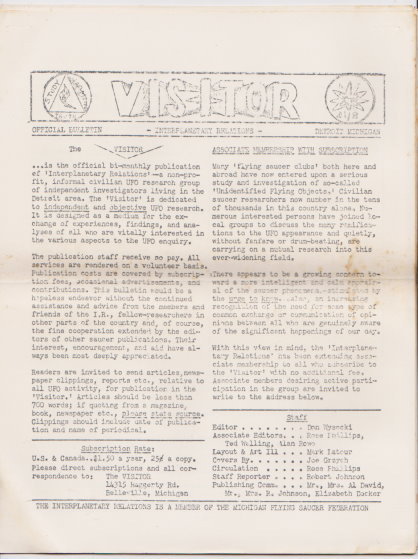 VISITOR
OFFICIAL BULLETIN - INTERPLANETARY RELATIONS - DETROIT MICHIGAN
The VISITOR
...is the official bi-monthly publication
of 'Interplanetary Relations'-a non-pro-
fit, informal civilian UFO research group
of independent investigators living in the
Detroit area. The 'Visitor' is dedicated
to independent and objective UFO research.
It is designed as a medium for the ex-
change of experiences, findings, and ana-
lyses of all who are vitally interested in
the various aspects to the UFO enquiry.
The publication staff receive no pay. All
services are rendered on a volunteer basis.
Publication costs are covered by subscrip-
tion fees, occasional advertisements, and
contributions. This bulletin would be a
hopeless endeavor without the continued
assistance and advice from the members and
friends of the I.R., fellow-researchers in
other parts of the country and, of course,
the fine cooperation extended by the edi-
tors of other saucer publications. Their
interest, encouragement, and aid have al-
ways been most deeply appreciated.
Readers are invited to send articles, news-
paper clippings, reports etc., relative to
all UFO activity, for publication in the
'Visitor.' Articles should be less than
700 words; if quoting from a magazine,
book, newspaper etc., please state source.
Clippings should include date of publica-
tion and name of periodical.
Subscription Rate:
U.S. & Canada..$1.50 a year, 25¢ a copy.
Please direct subscriptions and all cor-
respondence to: The VISITOR
14315 Haggerty Rd.
Belleville, Michigan
ASSOCIATE MEMBERSHIP WITH SUBSCRIPTION
Many 'flying saucer clubs' both here and
abroad have now entered upon a serious
study and investigation of so-called
'Unidentified Flying Objects.' Civilian
saucer researchers now number in the tens
of thousands in this country alone. Nu-
merous interested persons have joined lo-
cal groups to discuss the many ramifica-
tions to the UFO appearance and quietly,
without fanfare or drum-beating, are
carrying on a mutual research into this
ever-widening field.
There appears to be a growing concern to-
ward a more intelligent and calm apprais-
al of the saucer phenomena. by
the urge to know. also, an increasing
recognition of the need for some type of
common exchange or communication of opi-
nions between all who are genuinely aware
of the significant happenings of our day.
With this view in mind, the 'Interplane-
tary Relations' has been extending asso-
ciate membership to all who subscribe to
the 'Visitor' with no additional fee.
Associate members desiring active parti-
cipation in the group are invited to
write to the address below.
Staff
Editor . . . . . . . . . Don Wysocki
Associate Editors. . . Rose Phillips,
Ted Welling, Alan Rowe
Layout & Art Ill . . . Mark Latour
Covers By. . . . . . . Joe
Circulation . . . . . Ross Phillips
Staff Reporter . . . . Robert Johnson
Publishing Comm. . . . Mr., Mrs. Al David,
Mr., Mrs. R. Johnson, Elizabeth Docker
THE INTERPLANETARY RELATIONS IS A MEMBER OF THE MICHIGAN FLYING SAUCER FEDERATION